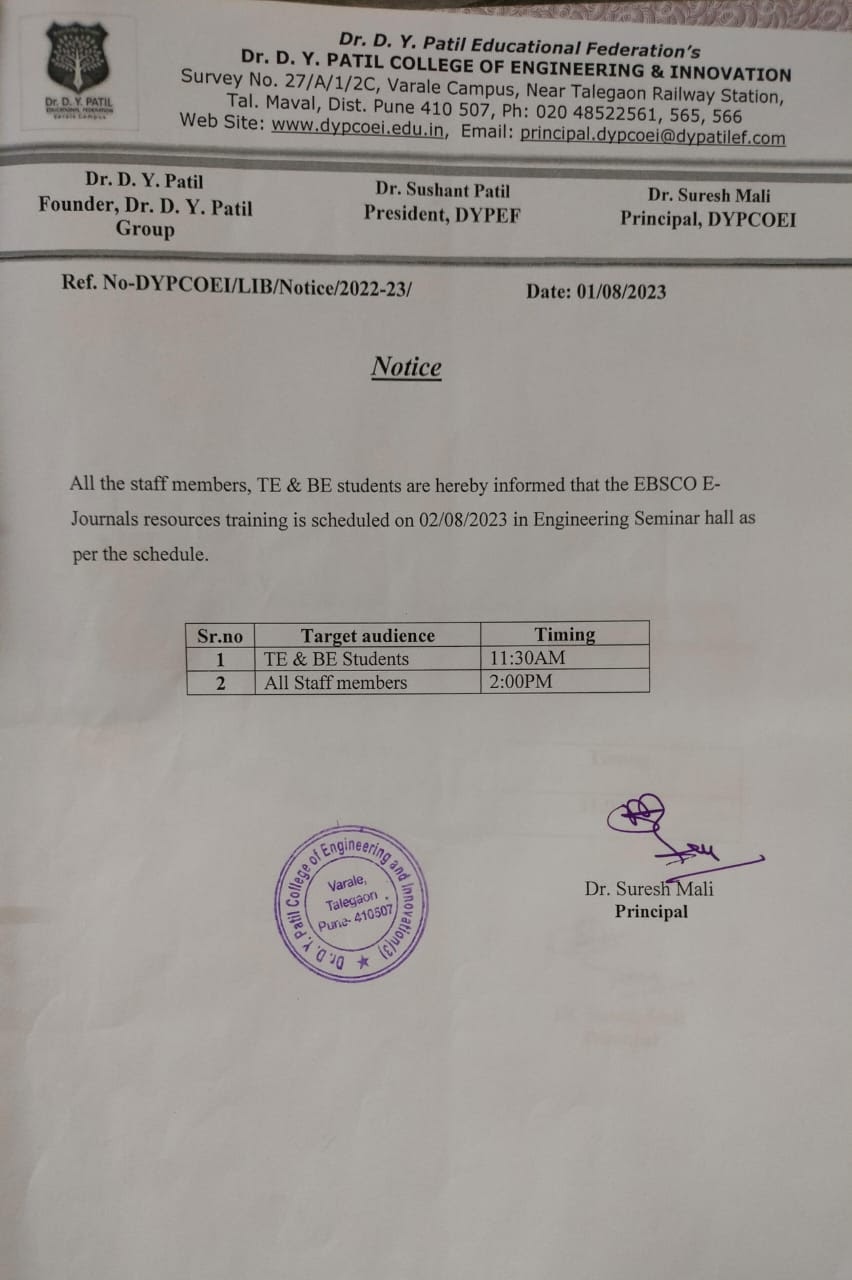 Dr. D. Y. Patil Educational Federation's
Dr. D. Y. PATIL COLLEGE OF ENGINEERING & INNOVATION
Survey No. 27/A/1/2C, Varale Campus, Near Talegaon Railway Station,
Tal. Maval, Dist. Pune 410 507, Ph: 020 48522561, 565, 566
Web Site: www.dypcoei.edu.in, Email: principal.dypcoei@dypatilef.com
Dr. D. Y. PATIL
EDUCATIONAL FEDERATION
Varale Campus
Dr. D. Y. Patil
Founder, Dr. D. Y. Patil
Group
Dr. Sushant Patil
President, DYPEF
Dr. Suresh Mali
Principal, DYPCOEI
Ref. No-DYPCOEI/LIB/Notice/2022-23/ Date: 01/08/2023
Notice
All the staff members, TE & BE students are hereby informed that the EBSCO E-
Journals resources training is scheduled on 02/08/2023 in Engineering Seminar hall as
per the schedule.
Sr.no Target audience Timing
1 TE & BE Students 11:30AM
2 All Staff members 2:00PM
Dr. D. Y. Patil College of Engineering and Innovation(3)
Varale,
Talegaon
Pune- 410507
Dr. Suresh Mali
Principal